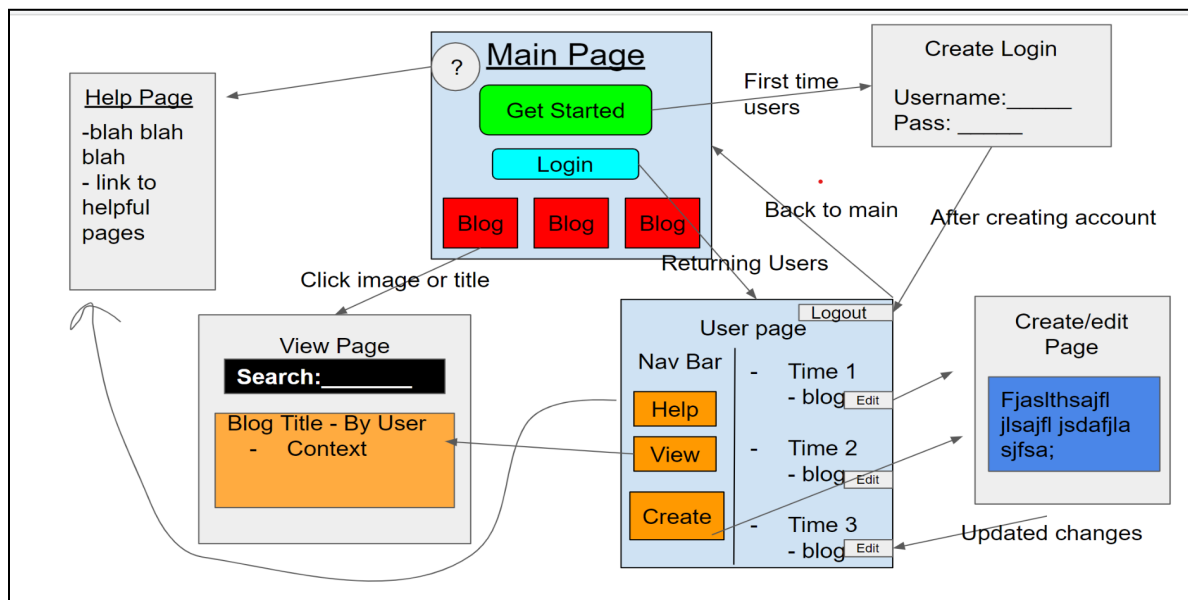 Main Page
?
Get Started
Login
Blog
Blog
Blog
Help Page
-blah blah
blah
- link to
helpful
pages
First time
users
Create Login
Username:_____
Pass: _____
Back to main
After creating account
Returning Users
Click image or title
View Page
Search:________
Blog Title - By User
- Context
Logout
User page
Nav Bar
Help
View
Create
- Time 1
- blog
Edit
- Time 2
- blog
Edit
- Time 3
- blog
Edit
Create/edit
Page
Fjaslthsajfl
jlsajfl jsdafjla
sjfsa;
Updated changes